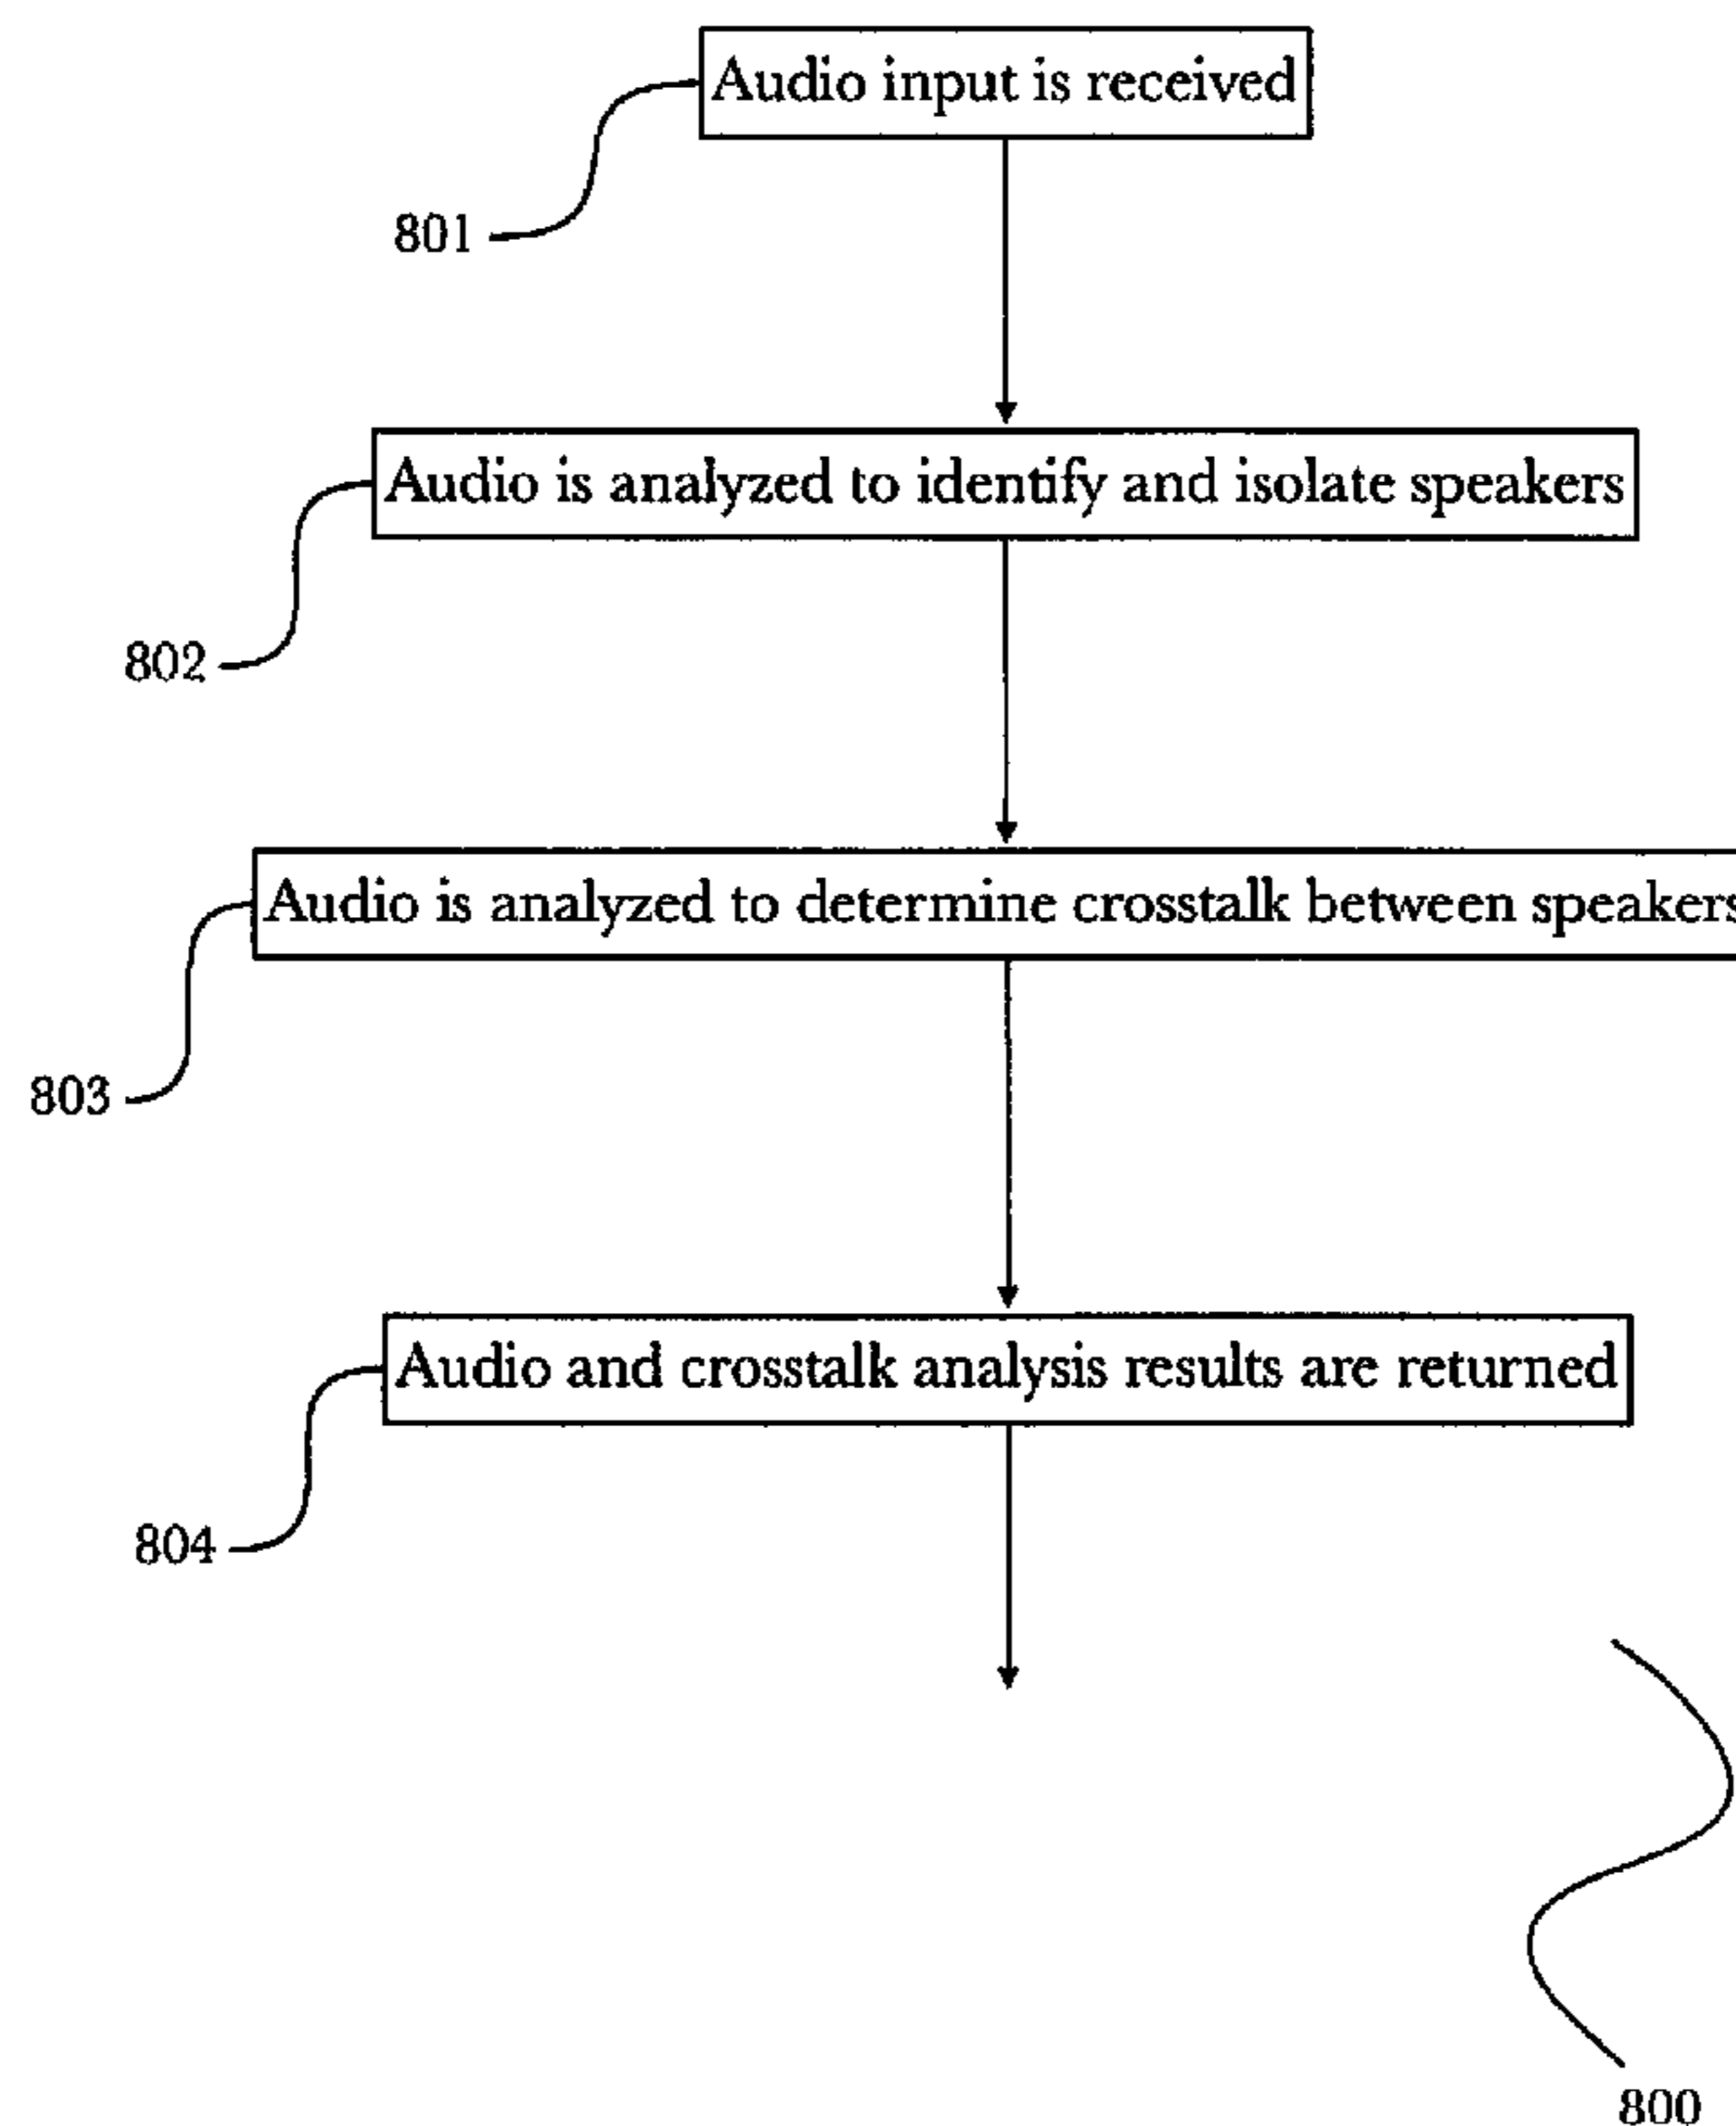 Audio input is received
801
Audio is analyzed to identify and isolate speakers
802
Audio is analyzed to determine crosstalk between speakers
803
Audio and crosstalk analysis results are returned
804
800